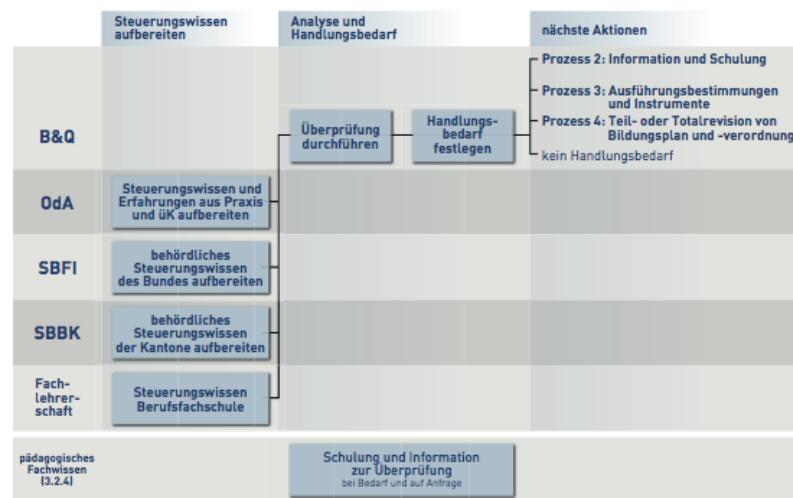 Steuerungswissen
aufbereiten
Analyse und
Handlungsbedarf
nächste Aktionen
B&Q
Überprüfung
durchführen
Handlungs-
bedarf
festlegen
Prozess 2: Information und Schulung
Prozess 3: Ausführungsbestimmungen
und Instrumente
Prozess 4: Teil- oder Totalrevision von
Bildungsplan und -verordnung
kein Handlungsbedarf
OdA
Steuerungswissen und
Erfahrungen aus Praxis
und üK aufbereiten
SBFI
behördliches
Steuerungswissen
des Bundes aufbereiten
SBBK
behördliches
Steuerungswissen
der Kantone aufbereiten
Fach-
lehrer-
schaft
Steuerungswissen
Berufsfachschule
pädagogisches
Fachwissen
(3.2.4)
Schulung und Information
zur Überprüfung
bei Bedarf und auf Anfrage